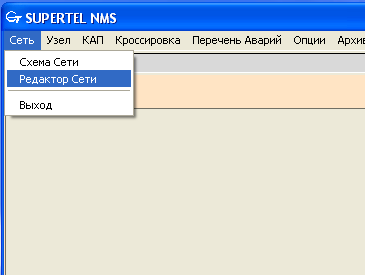 SUPERTEL NMS
Сеть Узел КАП Кроссировка Перечень Аварий Опции Архив
Схема Сети
Редактор Сети
Выход